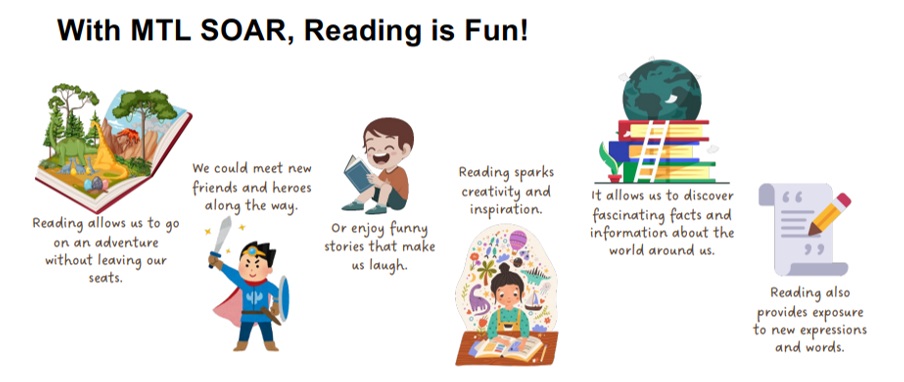 With MTL SOAR, Reading is Fun!
Reading allows us to go
on an adventure
without leaving our
seats.
We could meet new
friends and heroes
along the way.
Or enjoy funny
stories that make
us laugh.
Reading sparks
creativity and
inspiration.
It allows us to discover
fascinating facts and
information about the
world around us.
Reading also
provides exposure
to new expressions
and words.